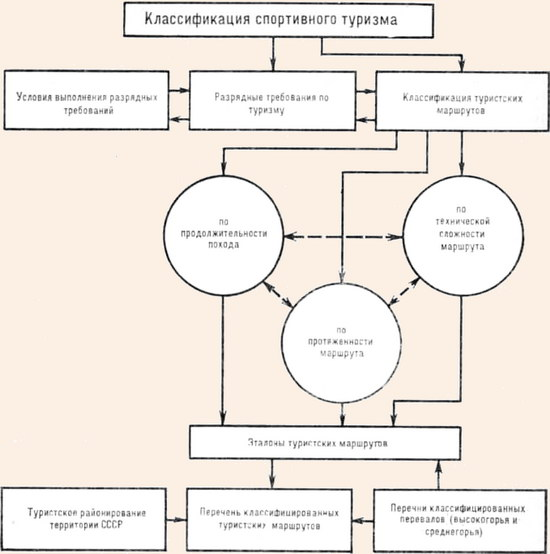 Классификация спортивного туризма
Условия выполнения разрядных
требований
Разрядные требования по
туризму
Классификация туристских
маршрутов
по
продолжительности
похода
по
технической
сложности
маршрута
по
протяженности
маршрута
Эталоны туристских маршрутов
Туристское районирование
территории СССР
Перечень классифицированных
туристских маршрутов
Перечни классифицированных
перевалов (высокогорья и
среднегорья)